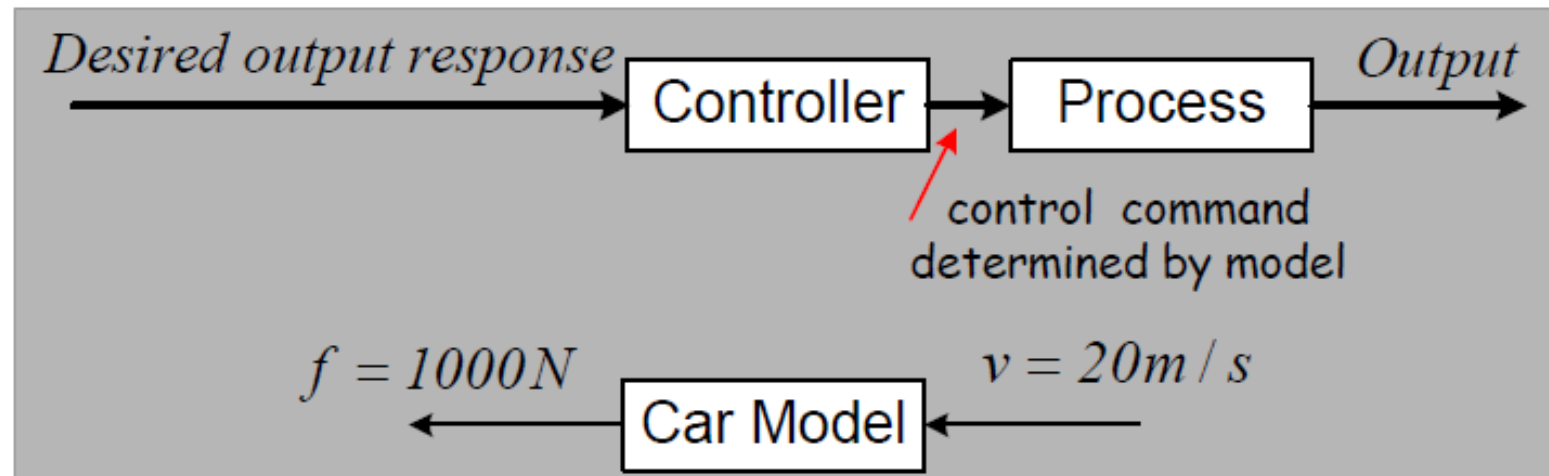 Desired output response
Controller
Process
Output
control command
determined by model
f = 1000N
Car Model
v = 20m / s